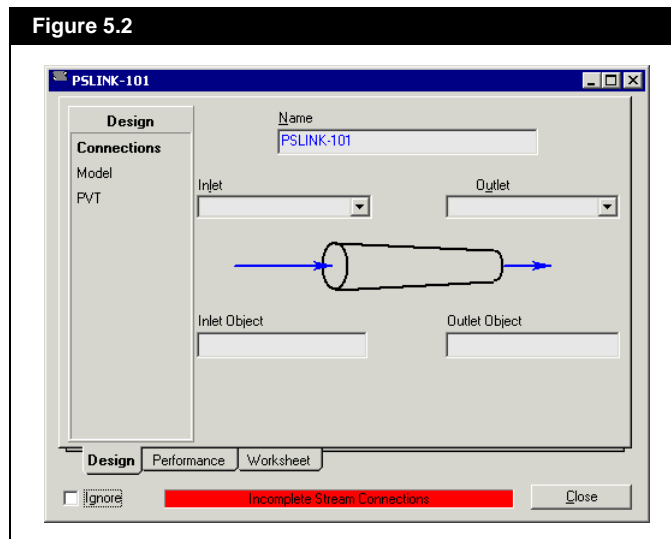 Figure 5.2
PSLINK-101
Design
Connections
Model
PVT
Name
PSLINK-101
Inlet
Outlet
Inlet Object
Outlet Object
Design Performance Worksheet
Ignore
Incomplete Stream Connections
Close